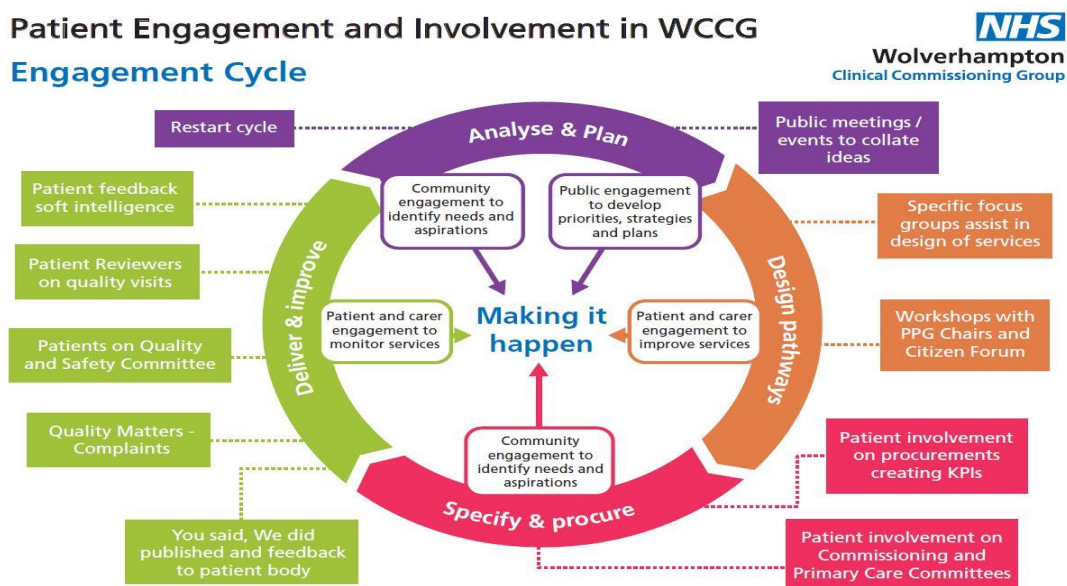 Patient Engagement and Involvement in WCCG
Engagement Cycle
NHS
Wolverhampton
Clinical Commissioning Group
Analyse & Plan
Restart cycle
Public meetings /
events to collate
ideas
Community
engagement to
identify needs and
aspirations
Public engagement
to develop
priorities, strategies
and plans
Design pathways
Specific focus
groups assist in
design of services
Workshops with
PPG Chairs and
Citizen Forum
Patient and carer
engagement to
improve services
Making it
happen
Specify & procure
Community
engagement to
identify needs and
aspirations
Patient involvement
on procurements
creating KPIs
Patient involvement on
Commissioning and
Primary Care Committees
Deliver & improve
Patient and carer
engagement to
monitor services
Patient feedback
soft intelligence
Patient Reviewers
on quality visits
Patients on Quality
and Safety Committee
Quality Matters -
Complaints
You said, We did
published and feedback
to patient body